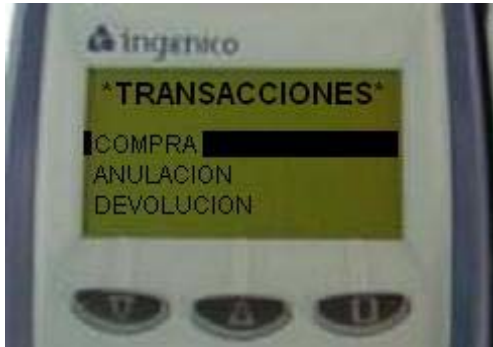 ingenico
*TRANSACCIONES*
COMPRA
ANULACION
DEVOLUCION